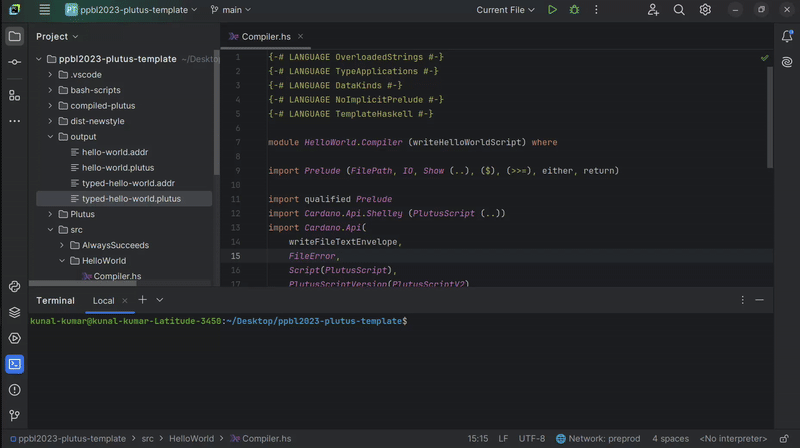 PT ppbl2023-plutus-template main Current File
Project
Compiler.hs
ppbl2023-plutus-template ~/Deskto
.vscode
bash-scripts
compiled-plutus
dist-newstyle
output
hello-world.addr
hello-world.plutus
typed-hello-world.addr
typed-hello-world.plutus
Plutus
src
AlwaysSucceeds
HelloWorld
Compiler.hs
1 {-# LANGUAGE OverloadedStrings #-}
2 {-# LANGUAGE TypeApplications #-}
3 {-# LANGUAGE DataKinds #-}
4 {-# LANGUAGE NoImplicitPrelude #-}
5 {-# LANGUAGE TemplateHaskell #-}
6
7 module HelloWorld.Compiler (writeHelloWorldScript) where
8
9 import Prelude (FilePath, IO, Show (..), ($), (>>=), either, return)
10
11 import qualified Prelude
12 import Cardano.Api.Shelley (PlutusScript (..))
13 import Cardano.Api(
14 writeFileTextEnvelope,
15 FileError,
16 Script(PlutusScript),
17 PlutusScriptVersion(PlutusScriptV2)
Terminal Local
kunal-kumar@kunal-kumar-Latitude-3450:~/Desktop/ppbl2023-plutus-template$
ppbl2023-plutus-template > src > HelloWorld > Compiler.hs 15:15 LF UTF-8 Network: preprod 4 spaces <No interpreter>